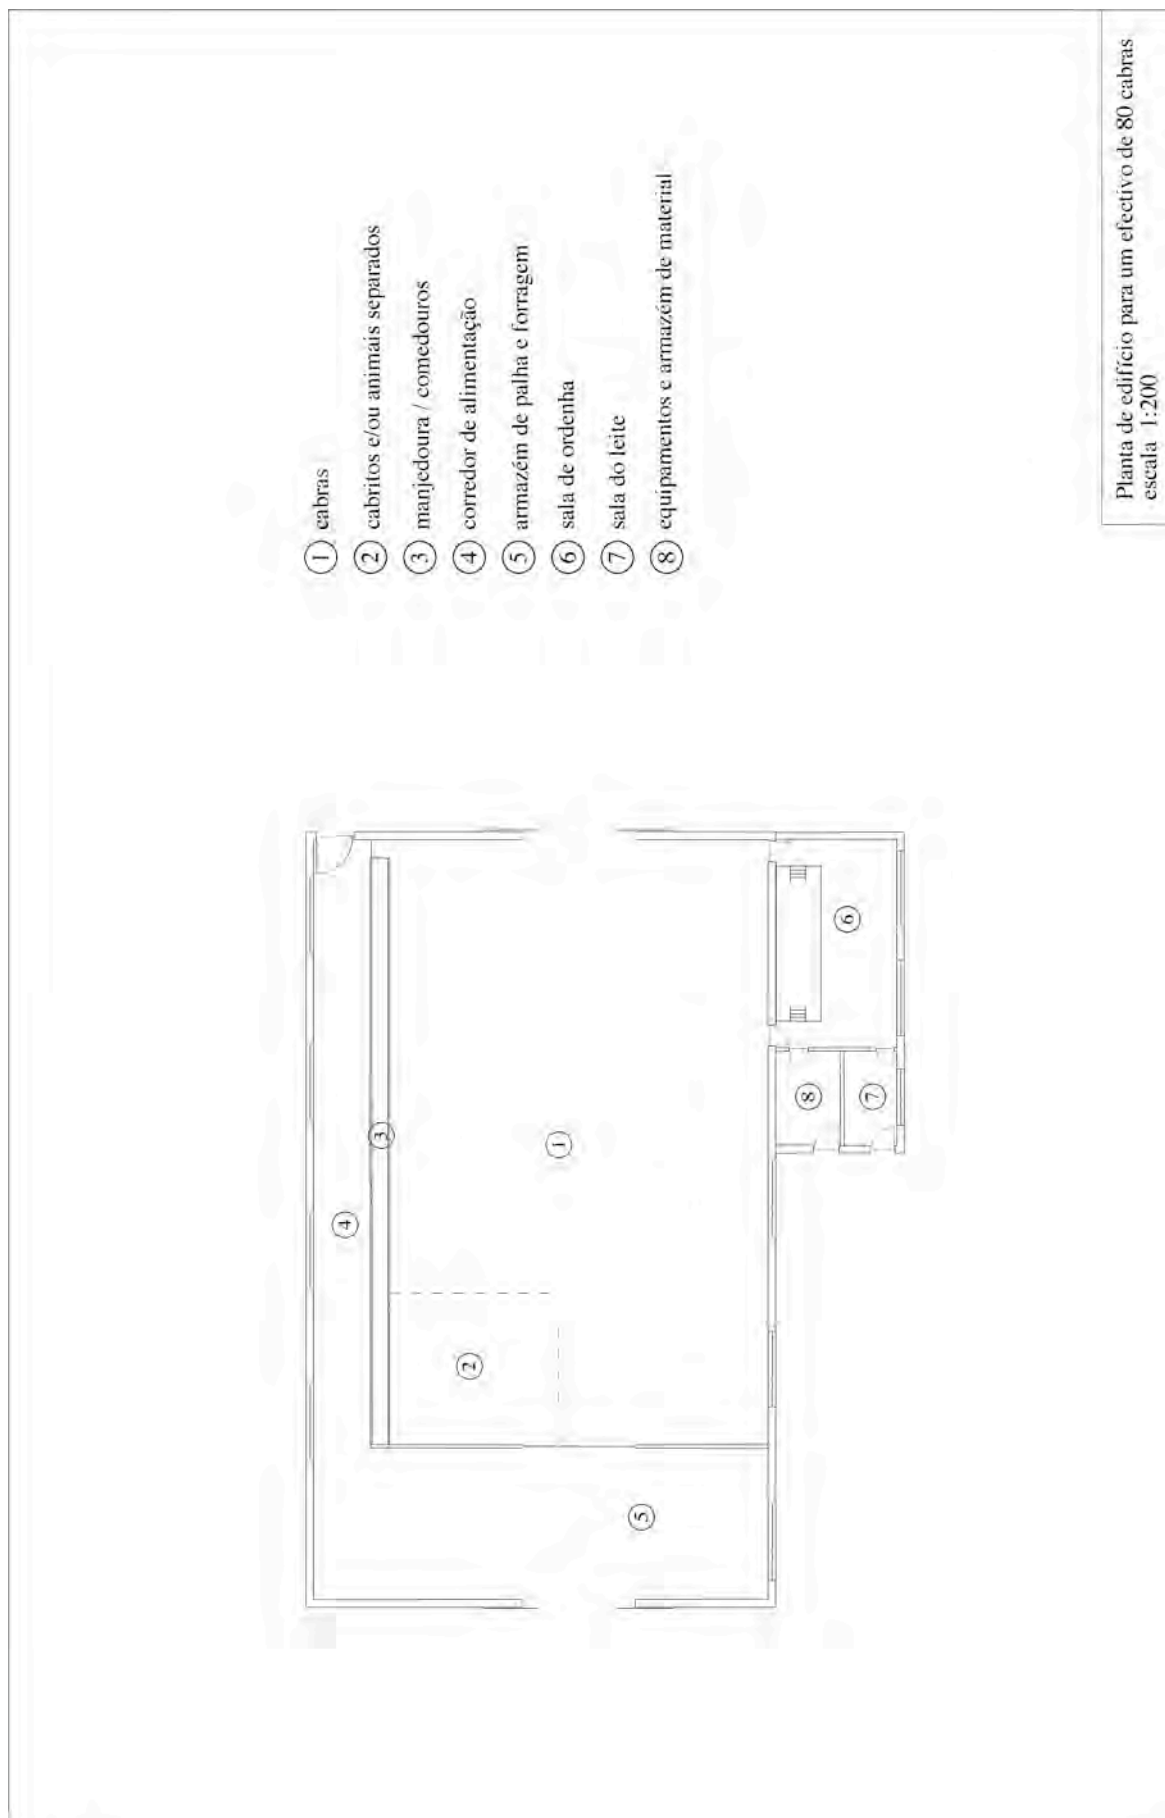 ① cabras
② cabritos e/ou animais separados
③ manjedoura / comedouros
④ corredor de alimentação
⑤ armazém de palha e forragem
⑥ sala de ordenha
⑦ sala do leite
⑧ equipamentos e armazém de material
④
③
②
①
⑤
⑧
⑦
⑥
Planta de edifício para um efectivo de 80 cabras
escala 1:200